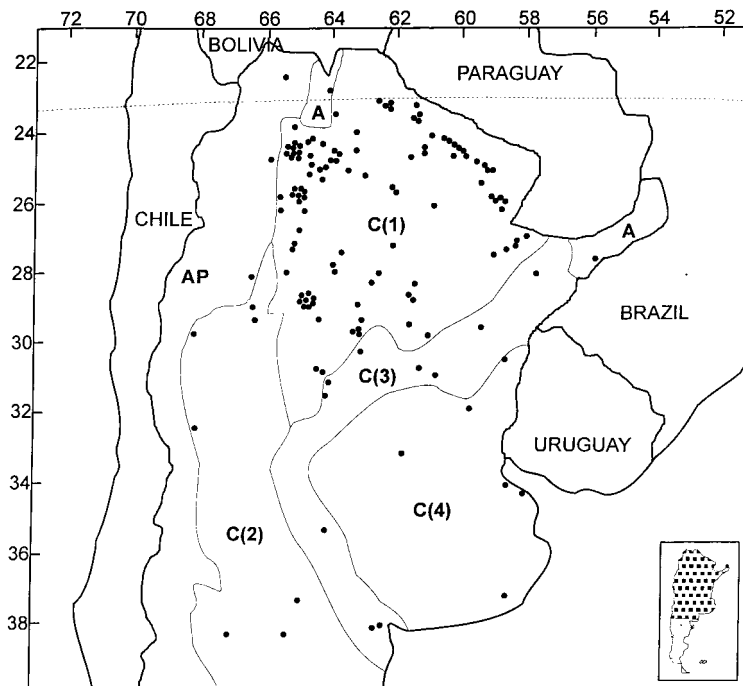 72 70 68 66 64 62 60 58 56 54 52
BOLIVIA
22
PARAGUAY
A
24
C(1)
26
CHILE
A
28
AP
BRAZIL
30
C(3)
32
URUGUAY
34
C(4)
C(2)
36
38